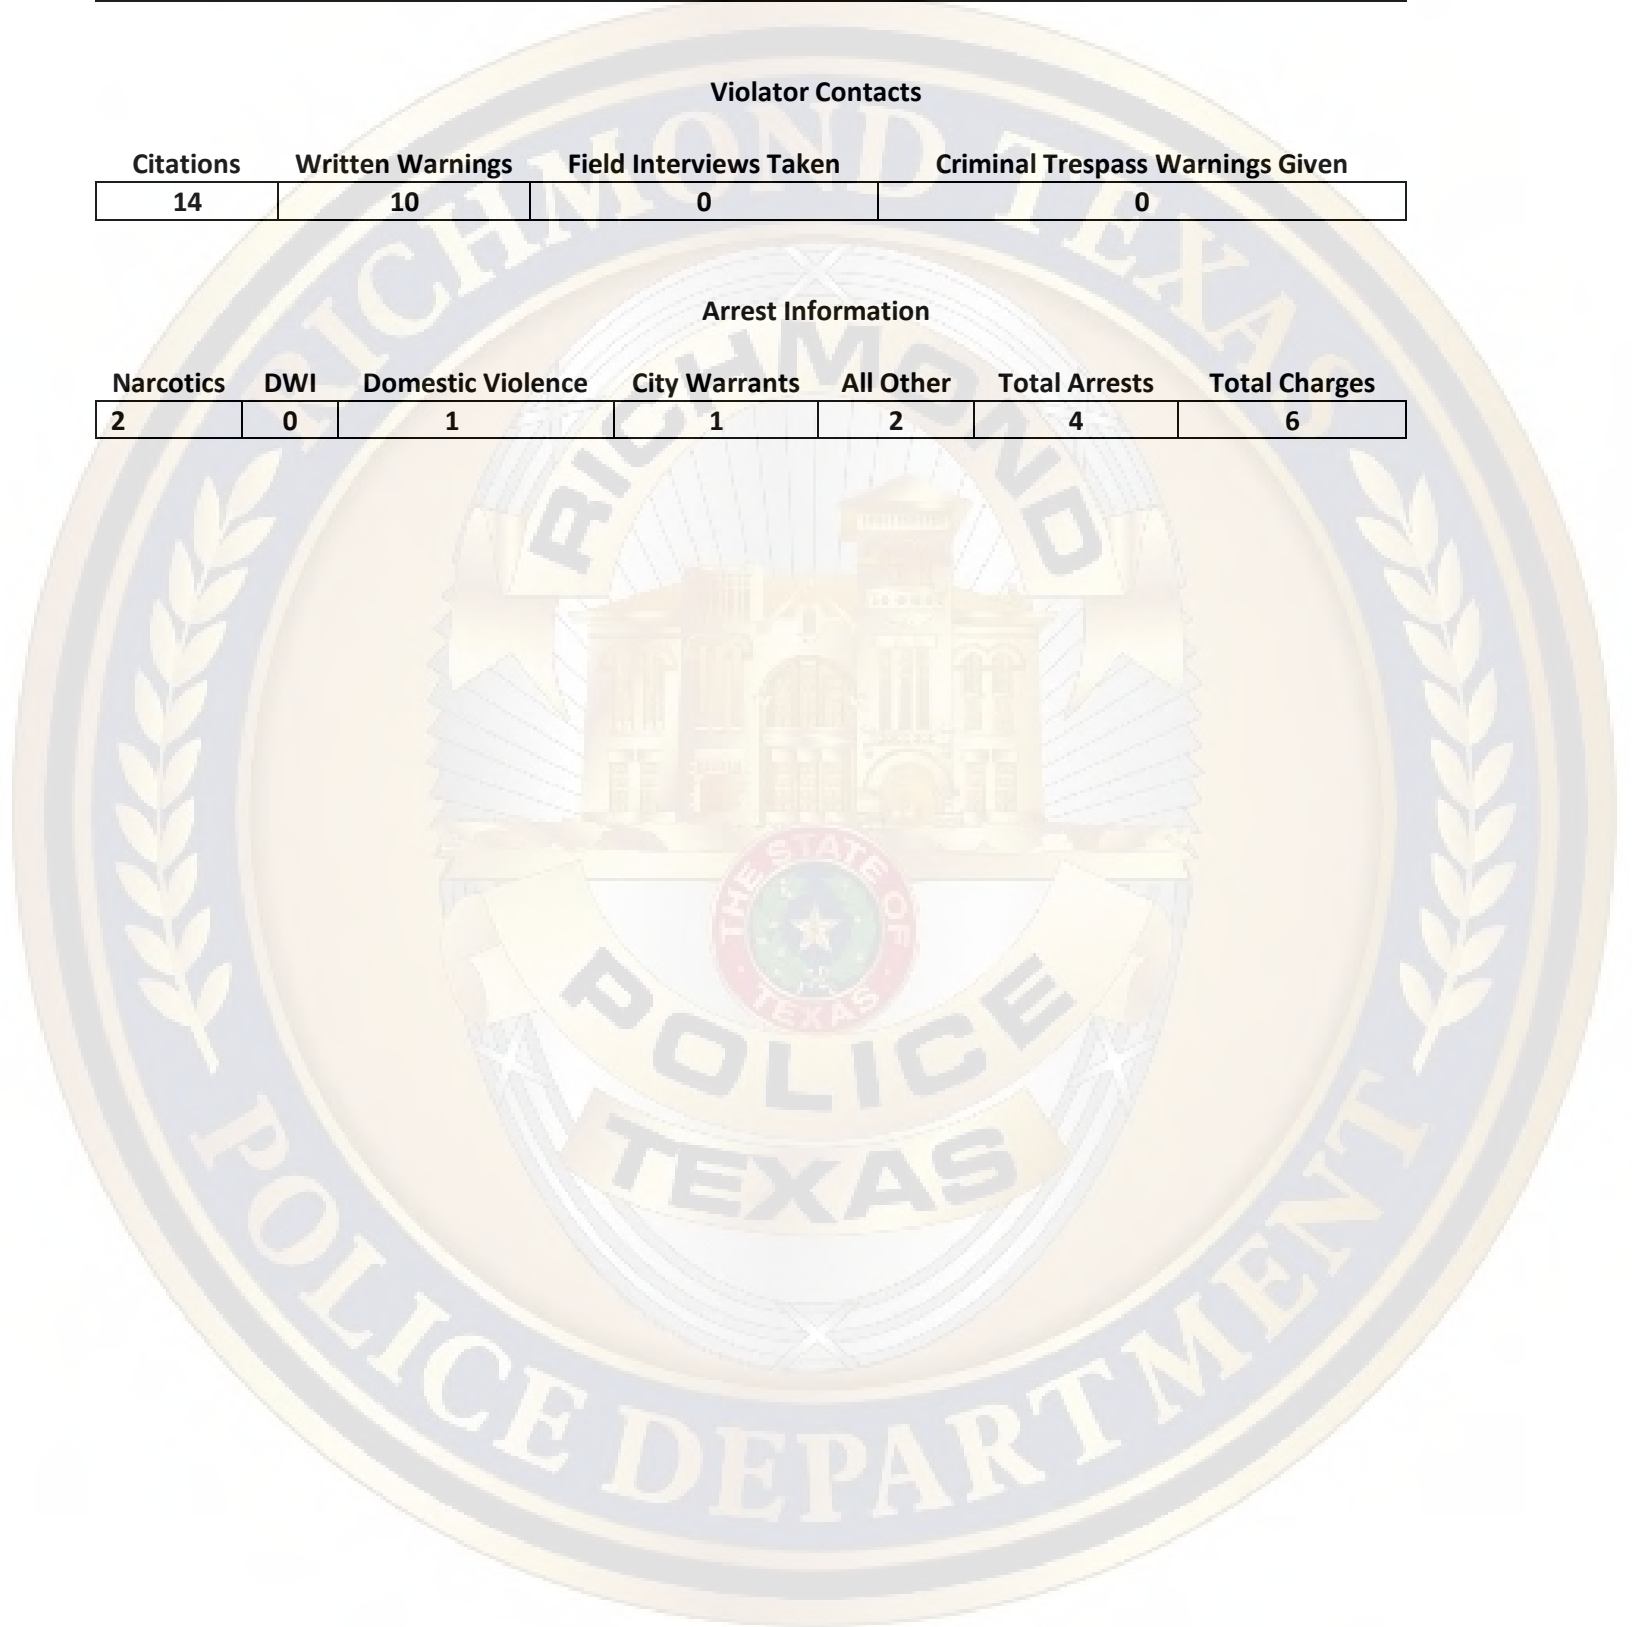 Violator Contacts
Citations Written Warnings Field Interviews Taken Criminal Trespass Warnings Given
14 10 0 0
Arrest Information
Narcotics DWI Domestic Violence City Warrants All Other Total Arrests Total Charges
2 0 1 1 2 4 6
RICHMOND TEXAS
RICHMOND
THE STATE OF
TEXAS
POLICE
TEXAS
POLICE DEPARTMENT